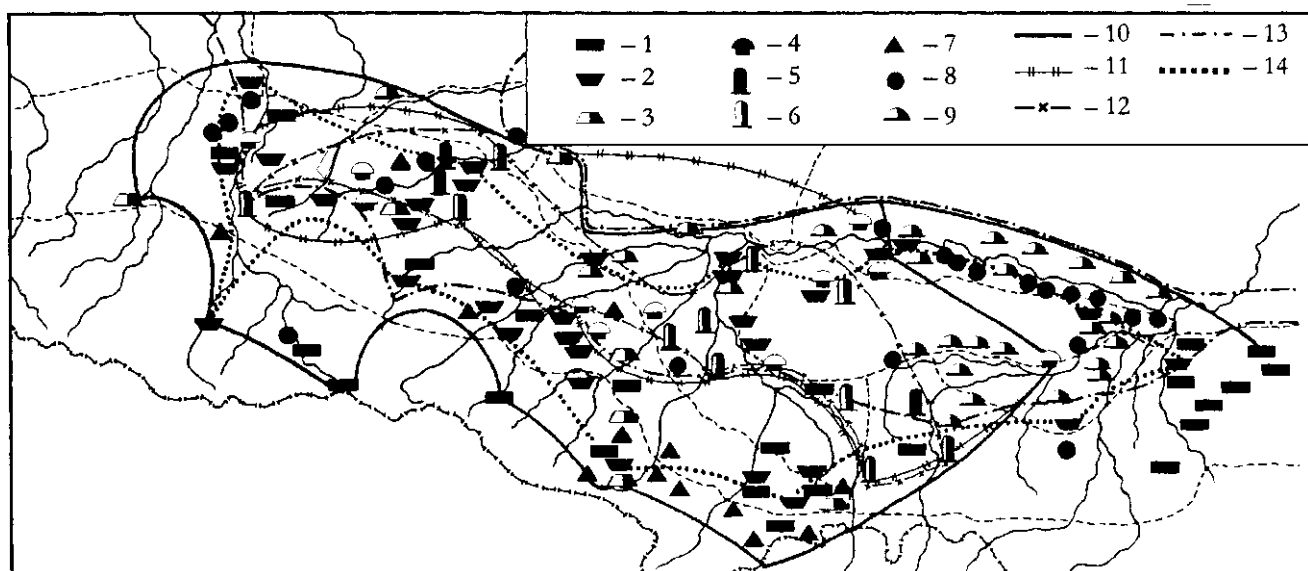 – 1 – 4 – 7 – 10 – 13
– 2 – 5 – 8 – 11 – 14
– 3 – 6 – 9 – 12